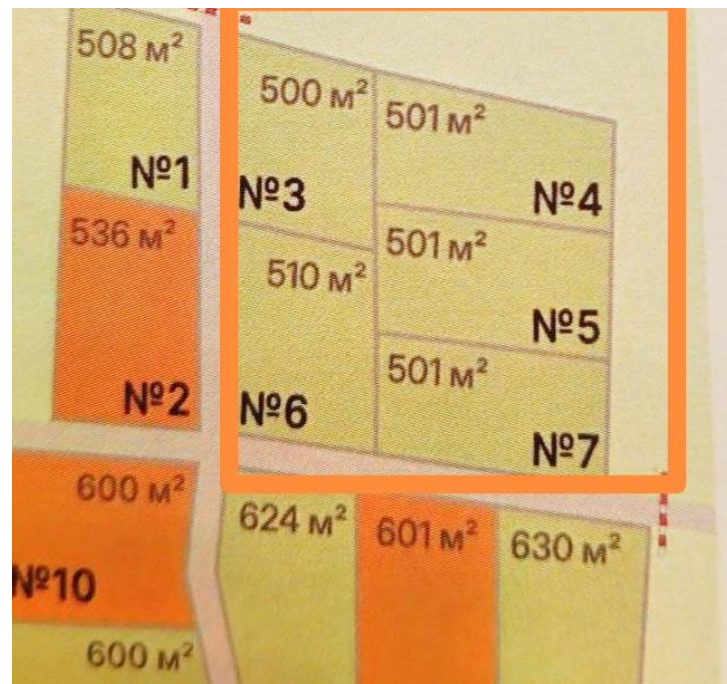 508 м²
№1
536 м²
№2
500 м²
№3
501 м²
№4
501 м²
№5
510 м²
№6
501 м²
№7
600 м²
№10
600 м²
624 м²
601 м²
630 м²